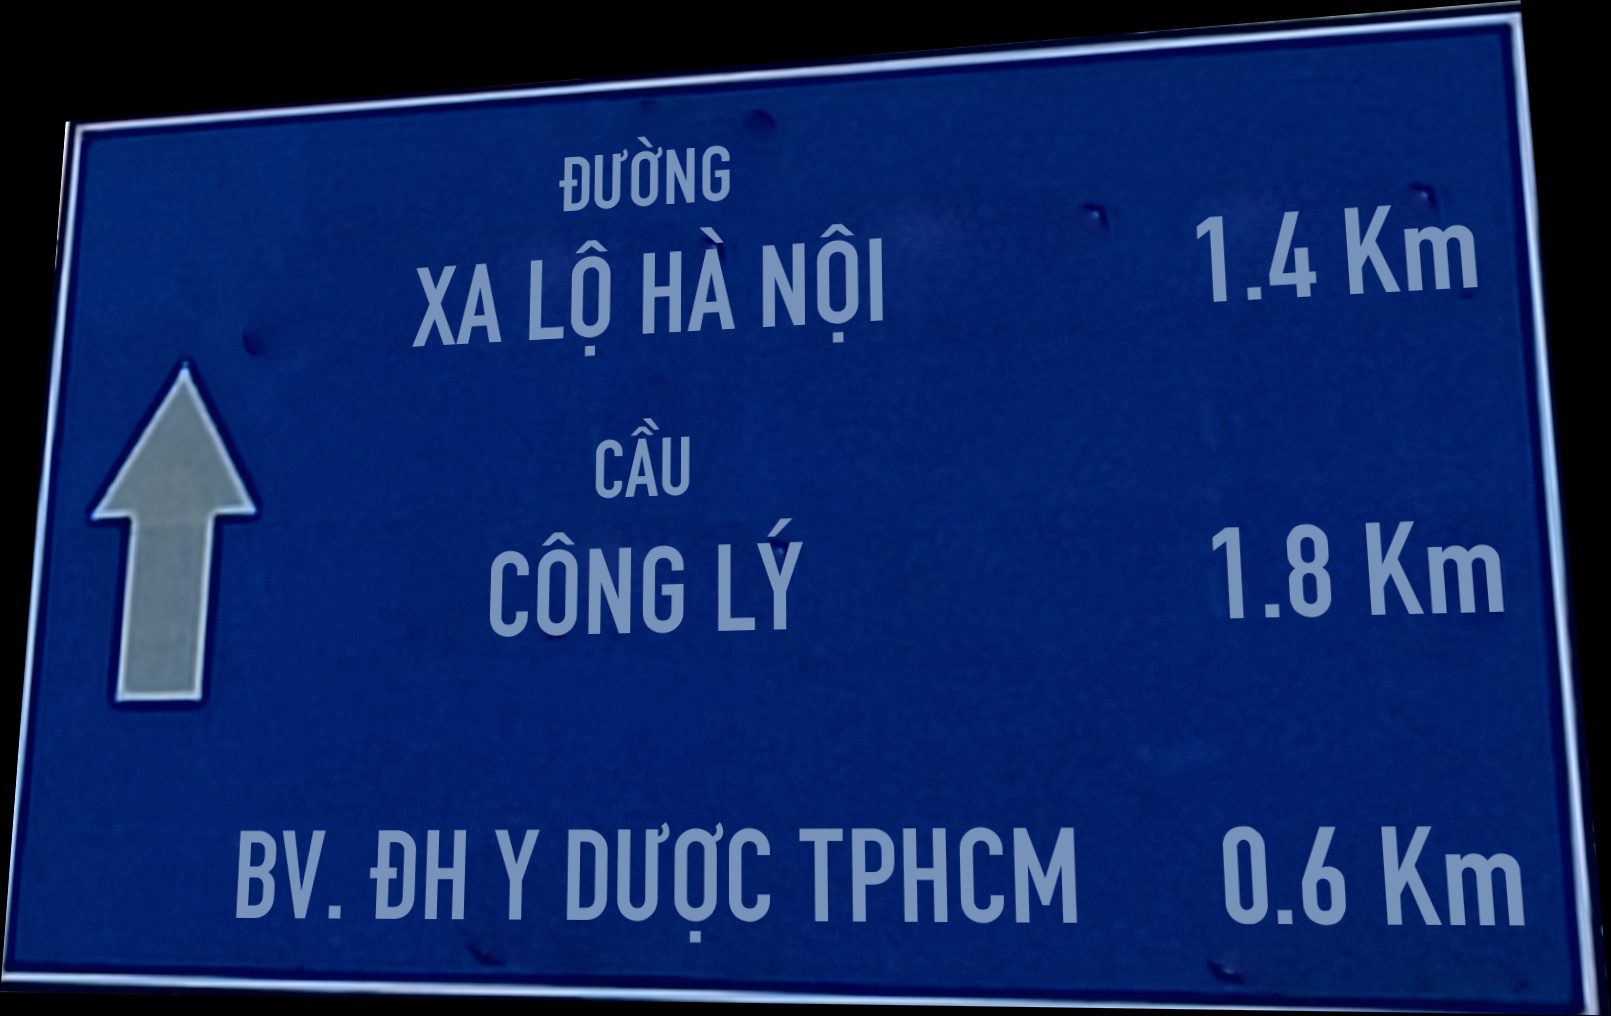 ĐƯỜNG
XA LỘ HÀ NỘI 1.4 Km
CẦU
CÔNG LÝ 1.8 Km
BV. ĐH Y DƯỢC TPHCM 0.6 Km